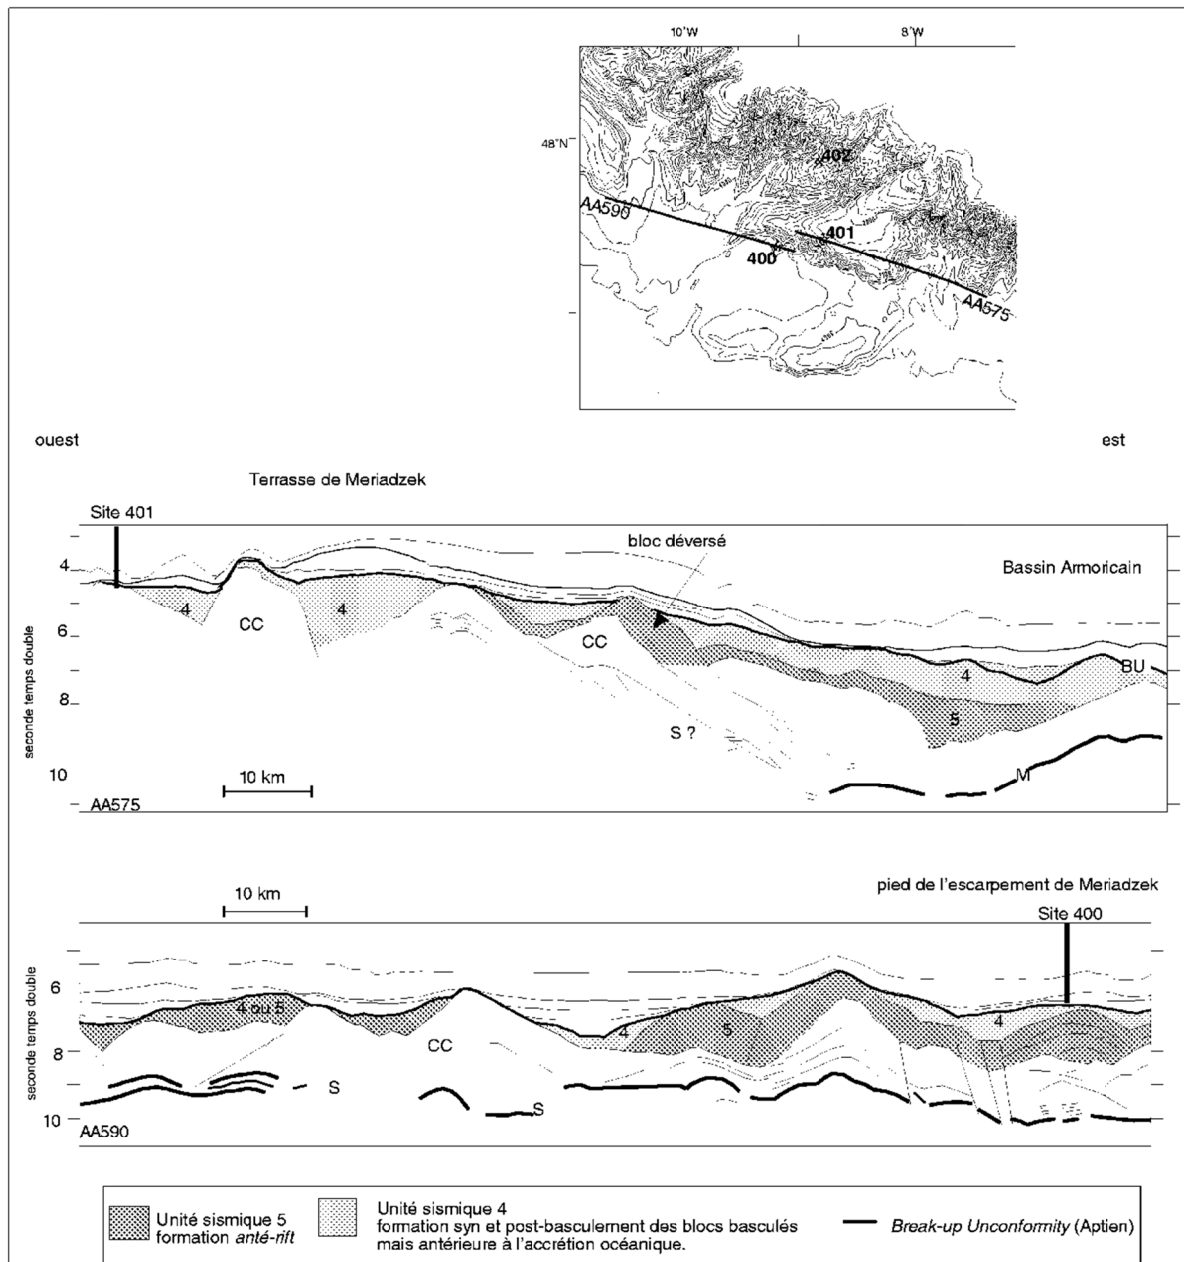 10°W 8°W
48°N
402
AA590
401
400
AA575
ouest est
Terrasse de Meriadzek
Site 401
bloc déversé
Bassin Armoricain
4
4 4
CC
CC
6
BU
4
8
5
S ?
10
M
10 km
AA575
seconde temps double
pied de l'escarpement de Meriadzek
10 km
Site 400
6
4 ou 5
4 5 4
CC
8
S
S
10
AA590
seconde temps double
Unité sismique 5
formation anté-rift
Unité sismique 4
formation syn et post-basculement des blocs basculés
mais antérieure à l'accrétion océanique.
Break-up Unconformity (Aptien)